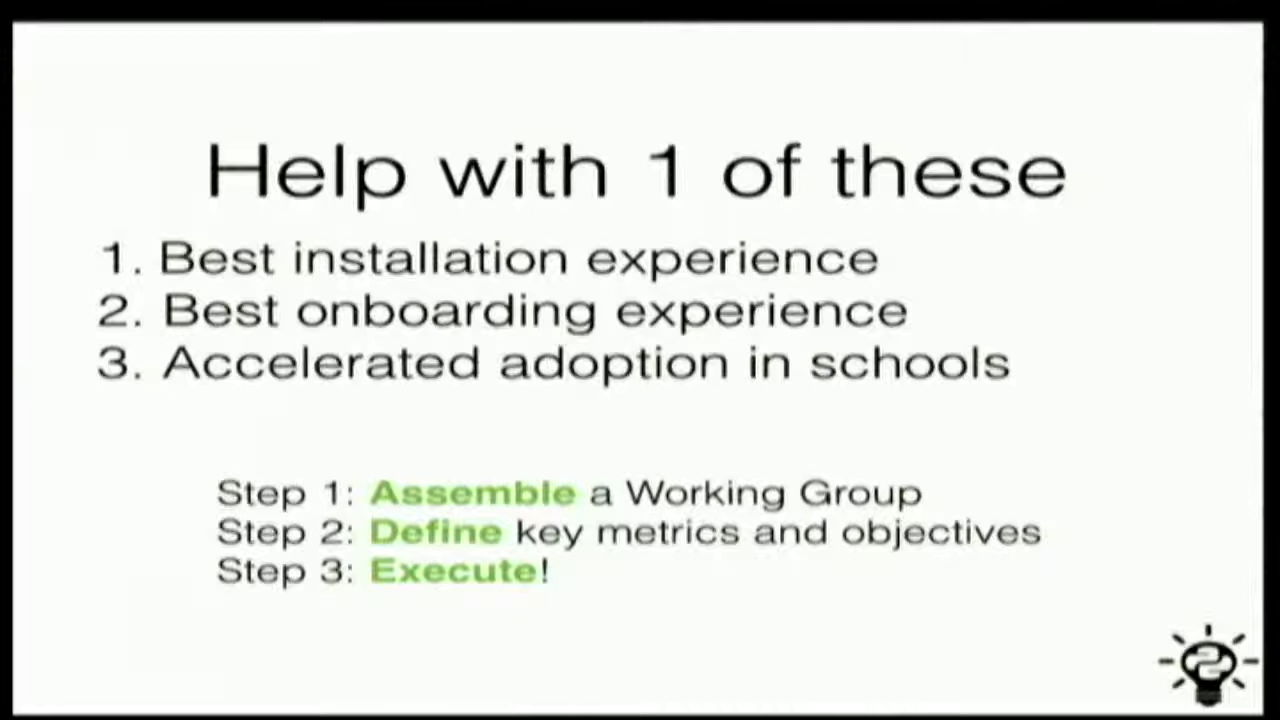 Help with 1 of these
1. Best installation experience
2. Best onboarding experience
3. Accelerated adoption in schools
Step 1: Assemble a Working Group
Step 2: Define key metrics and objectives
Step 3: Execute!